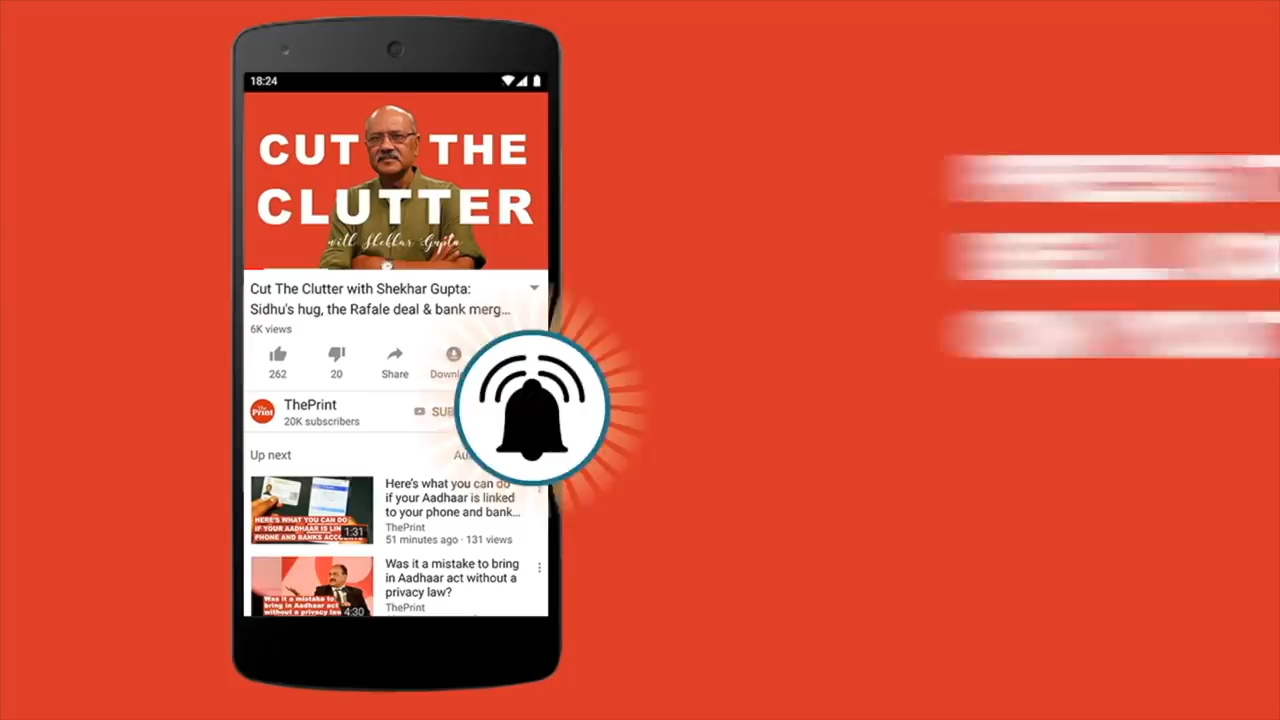 18:24
CUT THE
CLUTTER
with Shekhar Gupta
Cut The Clutter with Shekhar Gupta:
Sidhu's hug, the Rafale deal & bank merg...
6K views
262
20
Share
ThePrint
20K subscribers
The
Print
Up next
Here's what you can do
if your Aadhaar is linked
to your phone and bank...
ThePrint
51 minutes ago · 131 views
HERE'S WHAT YOU CAN DO
IF YOUR AADHAAR IS
PHONE AND BANKS
1:31
Was it a mistake to bring
in Aadhaar act without a
privacy law?
ThePrint
Was it a mistake to
bring in Aadhaar act
without a privacy law
4:30